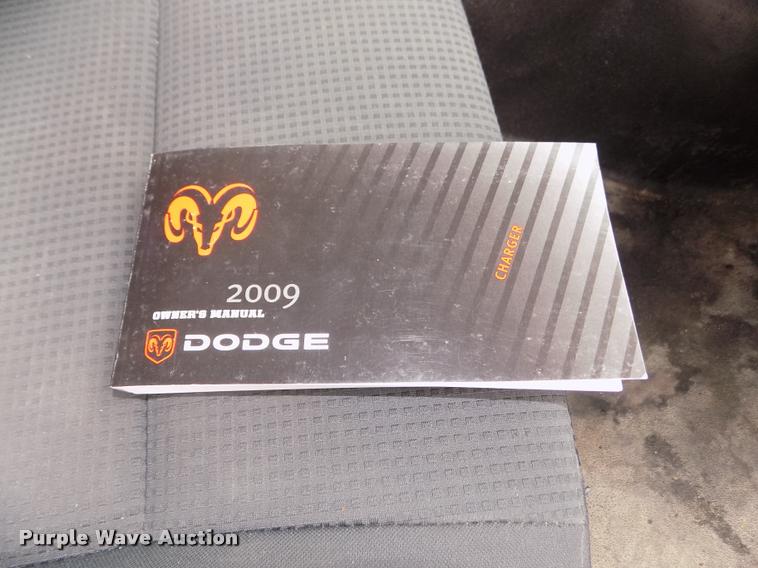 CHARGER
2009
OWNER'S MANUAL
DODGE
Purple Wave Auction